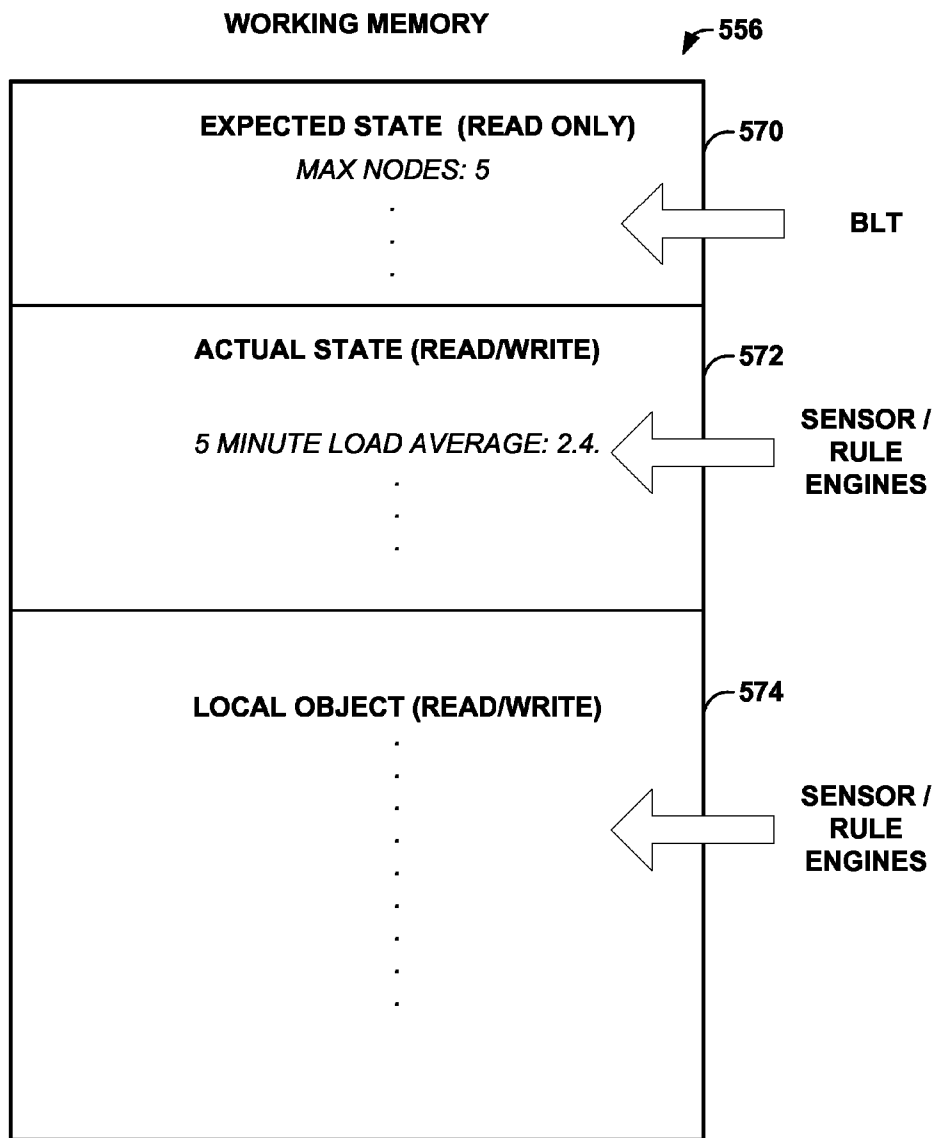 WORKING MEMORY
556
EXPECTED STATE (READ ONLY)
570
MAX NODES: 5
.
.
.
BLT
ACTUAL STATE (READ/WRITE)
572
5 MINUTE LOAD AVERAGE: 2.4.
.
.
.
SENSOR /
RULE
ENGINES
LOCAL OBJECT (READ/WRITE)
574
.
.
.
.
.
.
.
.
.
SENSOR /
RULE
ENGINES